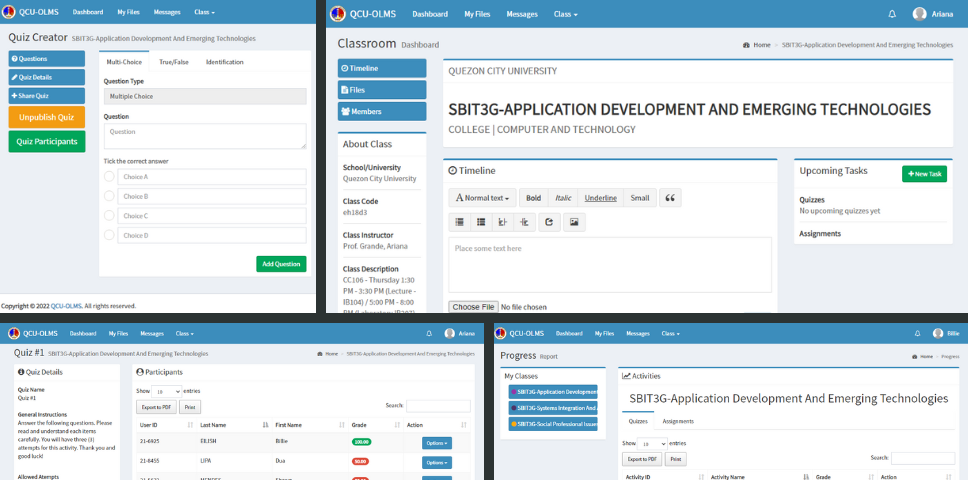 QCU-OLMS Dashboard My Files Messages Class
Quiz Creator SBIT3G-Application Development And Emerging Technologies
Questions
Quiz Details
Share Quiz
Unpublish Quiz
Quiz Participants
Multi-Choice True/False Identification
Question Type
Multiple Choice
Question
Question
Tick the correct answer
Choice A
Choice B
Choice C
Choice D
Add Question
Copyright © 2022 QCU-OLMS. All rights reserved.
QCU-OLMS Dashboard My Files Messages Class Ariana
Classroom Dashboard
Home > SBIT3G-Application Development And Emerging Technologies
Timeline
Files
Members
About Class
School/University
Quezon City University
Class Code
eh18d3
Class Instructor
Prof. Grande, Ariana
Class Description
CC106 - Thursday 1:30
PM - 3:30 PM (Lecture -
IB104) / 5:00 PM - 8:00
QUEZON CITY UNIVERSITY
SBIT3G-APPLICATION DEVELOPMENT AND EMERGING TECHNOLOGIES
COLLEGE | COMPUTER AND TECHNOLOGY
Timeline
Normal text Bold Italic Underline Small
Place some text here
Choose File No file chosen
Upcoming Tasks
+ New Task
Quizzes
No upcoming quizzes yet
Assignments
QCU-OLMS Dashboard My Files Messages Class Ariana
Quiz #1 SBIT3G-Application Development And Emerging Technologies
Home > SBIT3G-Application Development And Emerging Technologies
Quiz Details
Quiz Name
Quiz #1
General Instructions
Answer the following questions. Please
read and understand each items
carefully. You will have three (3)
attempts for this activity. Thank you and
good luck!
Allowed Atempts
Participants
Show 10 entries
Export to PDF Print
Search:
User ID Last Name First Name Grade Action
21-6925 EILISH Billie 100.00 Options
21-8455 LIPA Dua 50.00 Options
QCU-OLMS Dashboard My Files Messages Class Billie
Progress Report
Home > Progress
My Classes
SBIT3G-Application Development
SBIT3G-Systems Integration And
SBIT3G-Social Professional Issues
Activities
SBIT3G-Application Development And Emerging Technologies
Quizzes Assignments
Show 10 entries
Export to PDF Print
Search:
Activity ID Activity Name Grade Action